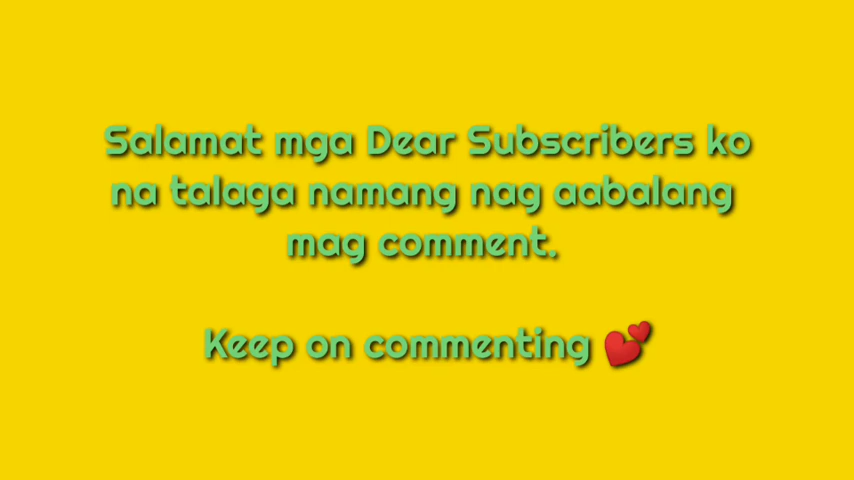 Salamat mga Dear Subscribers ko
na talaga namang nag aabalang
mag comment.
Keep on commenting 💕